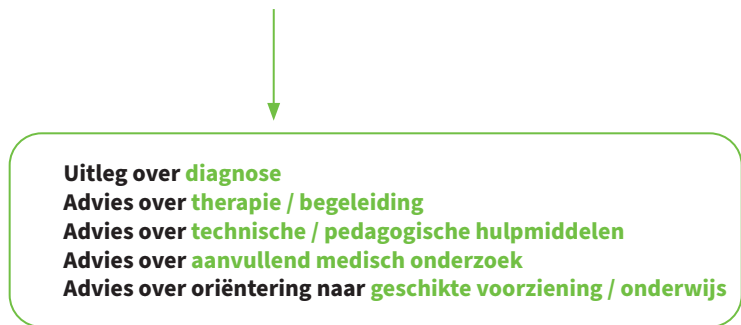 Uitleg over diagnose
Advies over therapie / begeleiding
Advies over technische / pedagogische hulpmiddelen
Advies over aanvullend medisch onderzoek
Advies over oriëntering naar geschikte voorziening / onderwijs